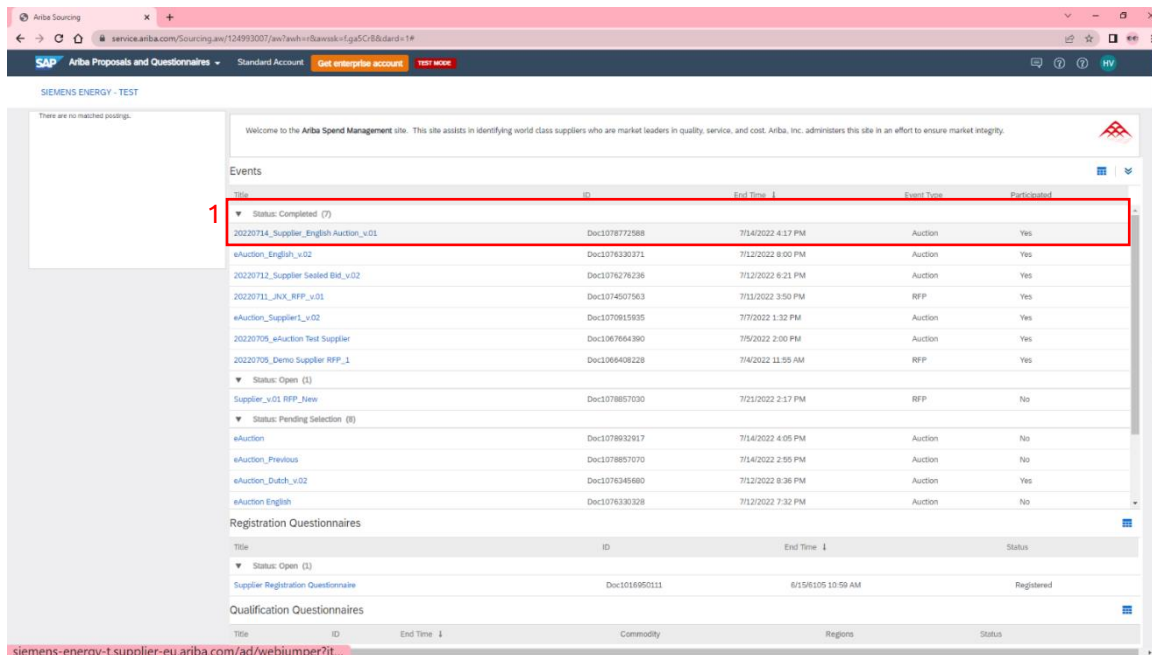 Ariba Sourcing
service.ariba.com/Sourcing.aw/124993007/aw?awh=r&awssk=f.ga5CrB&dard=1#
SAP Ariba Proposals and Questionnaires Standard Account Get enterprise account TEST MODE HV
SIEMENS ENERGY - TEST
There are no matched postings.
Welcome to the Ariba Spend Management site. This site assists in identifying world class suppliers who are market leaders in quality, service, and cost. Ariba, Inc. administers this site in an effort to ensure market integrity.
Events
Title ID End Time ↓ Event Type Participated
1
Status: Completed (7)
20220714_Supplier_English Auction_v.01 Doc1078772588 7/14/2022 4:17 PM Auction Yes
eAuction_English_v.02 Doc1076330371 7/12/2022 8:00 PM Auction Yes
20220712_Supplier Sealed Bid_v.02 Doc1076276236 7/12/2022 6:21 PM Auction Yes
20220711_JNX_RFP_v.01 Doc1074507563 7/11/2022 3:50 PM RFP Yes
eAuction_Supplier1_v.02 Doc1070915935 7/7/2022 1:32 PM Auction Yes
20220705_eAuction Test Supplier Doc1067664390 7/5/2022 2:00 PM Auction Yes
20220705_Demo Supplier RFP_1 Doc1066408228 7/4/2022 11:55 AM RFP Yes
Status: Open (1)
Supplier_v.01 RFP_New Doc1078857030 7/21/2022 2:17 PM RFP No
Status: Pending Selection (8)
eAuction Doc1078932917 7/14/2022 4:05 PM Auction No
eAuction_Previous Doc1078857070 7/14/2022 2:55 PM Auction No
eAuction_Dutch_v.02 Doc1076345680 7/12/2022 8:36 PM Auction Yes
eAuction English Doc1076330328 7/12/2022 7:32 PM Auction No
Registration Questionnaires
Title ID End Time ↓ Status
Status: Open (1)
Supplier Registration Questionnaire Doc1016950111 6/15/6105 10:59 AM Registered
Qualification Questionnaires
Title ID End Time ↓ Commodity Regions Status
siemens-energy-t.supplier-eu.ariba.com/ad/webjumper?it...